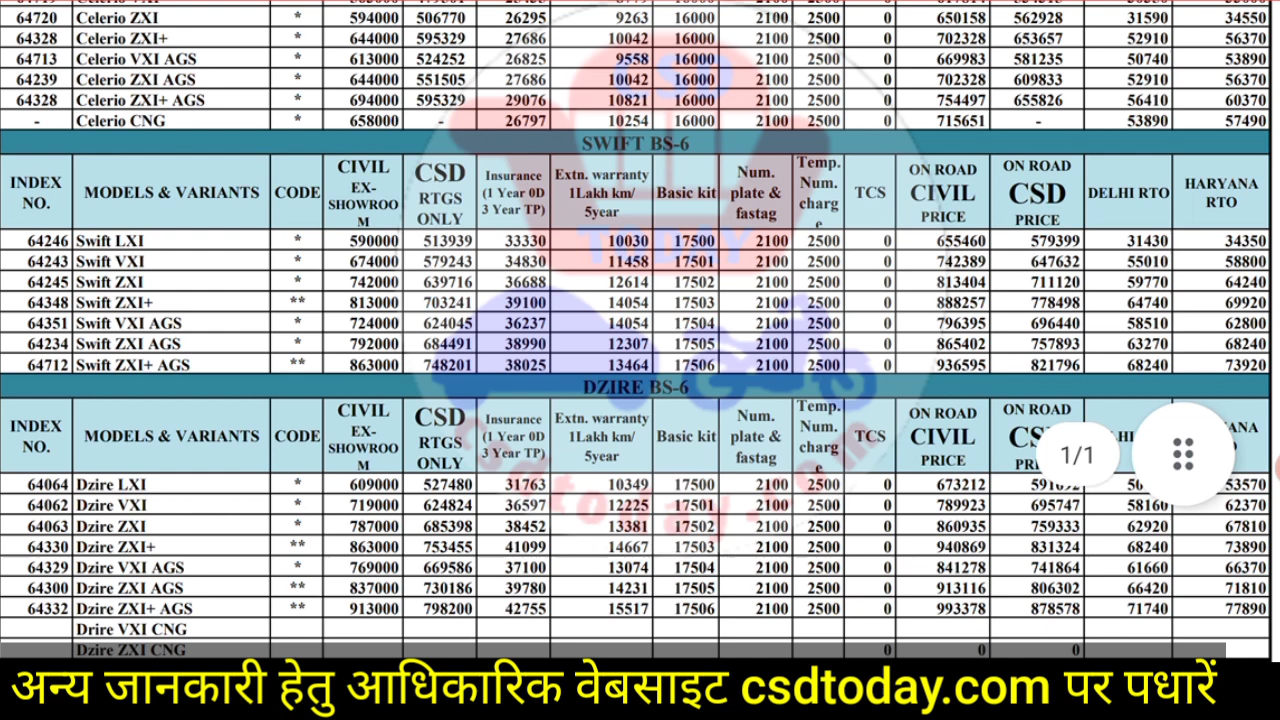 64720 Celerio ZXI * 594000 506770 26295 9263 16000 2100 2500 0 650158 562928 31590 34550
64328 Celerio ZXI+ * 644000 595329 27686 10042 16000 2100 2500 0 702328 653657 52910 56370
64713 Celerio VXI AGS * 613000 524252 26825 9558 16000 2100 2500 0 669983 581235 50740 53890
64239 Celerio ZXI AGS * 644000 551505 27686 10042 16000 2100 2500 0 702328 609833 52910 56370
64328 Celerio ZXI+ AGS * 694000 595329 29076 10821 16000 2100 2500 0 754497 655826 56410 60370
- Celerio CNG * 658000 - 26797 10254 16000 2100 2500 0 715651 - 53890 57490
SWIFT BS-6
INDEX NO. MODELS & VARIANTS CODE CIVIL EX-SHOWROOM CSD RTGS ONLY Insurance (1 Year 0D 3 Year TP) Extn. warranty 1Lakh km/ 5year Basic kit Num. plate & fastag Temp. Num. charge TCS ON ROAD CIVIL PRICE ON ROAD CSD PRICE DELHI RTO HARYANA RTO
64246 Swift LXI * 590000 513939 33330 10030 17500 2100 2500 0 655460 579399 31430 34350
64243 Swift VXI * 674000 579243 34830 11458 17501 2100 2500 0 742389 647632 55010 58800
64245 Swift ZXI * 742000 639716 36688 12614 17502 2100 2500 0 813404 711120 59770 64240
64348 Swift ZXI+ ** 813000 703241 39100 14054 17503 2100 2500 0 888257 778498 64740 69920
64351 Swift VXI AGS * 724000 624045 36237 14054 17504 2100 2500 0 796395 696440 58510 62800
64234 Swift ZXI AGS * 792000 684491 38990 12307 17505 2100 2500 0 865402 757893 63270 68240
64712 Swift ZXI+ AGS ** 863000 748201 38025 13464 17506 2100 2500 0 936595 821796 68240 73920
DZIRE BS-6
INDEX NO. MODELS & VARIANTS CODE CIVIL EX-SHOWROOM CSD RTGS ONLY Insurance (1 Year 0D 3 Year TP) Extn. warranty 1Lakh km/ 5year Basic kit Num. plate & fastag Temp. Num. charge TCS ON ROAD CIVIL PRICE ON ROAD
1/1
64064 Dzire LXI * 609000 527480 31763 10349 17500 2100 2500 0 673212 53570
64062 Dzire VXI * 719000 624824 36597 12225 17501 2100 2500 0 789923 695747 58160 62370
64063 Dzire ZXI * 787000 685398 38452 13381 17502 2100 2500 0 860935 759333 62920 67810
64330 Dzire ZXI+ ** 863000 753455 41099 14667 17503 2100 2500 0 940869 831324 68240 73890
64329 Dzire VXI AGS * 769000 669586 37100 13074 17504 2100 2500 0 841278 741864 61660 66370
64300 Dzire ZXI AGS ** 837000 730186 39780 14231 17505 2100 2500 0 913116 806302 66420 71810
64332 Dzire ZXI+ AGS ** 913000 798200 42755 15517 17506 2100 2500 0 993378 878578 71740 77890
Drire VXI CNG
Dzire ZXI CNG 0 0 0
CSD TODAY
csdtoday.com
अन्य जानकारी हेतु आधिकारिक वेबसाइट csdtoday.com पर पधारें